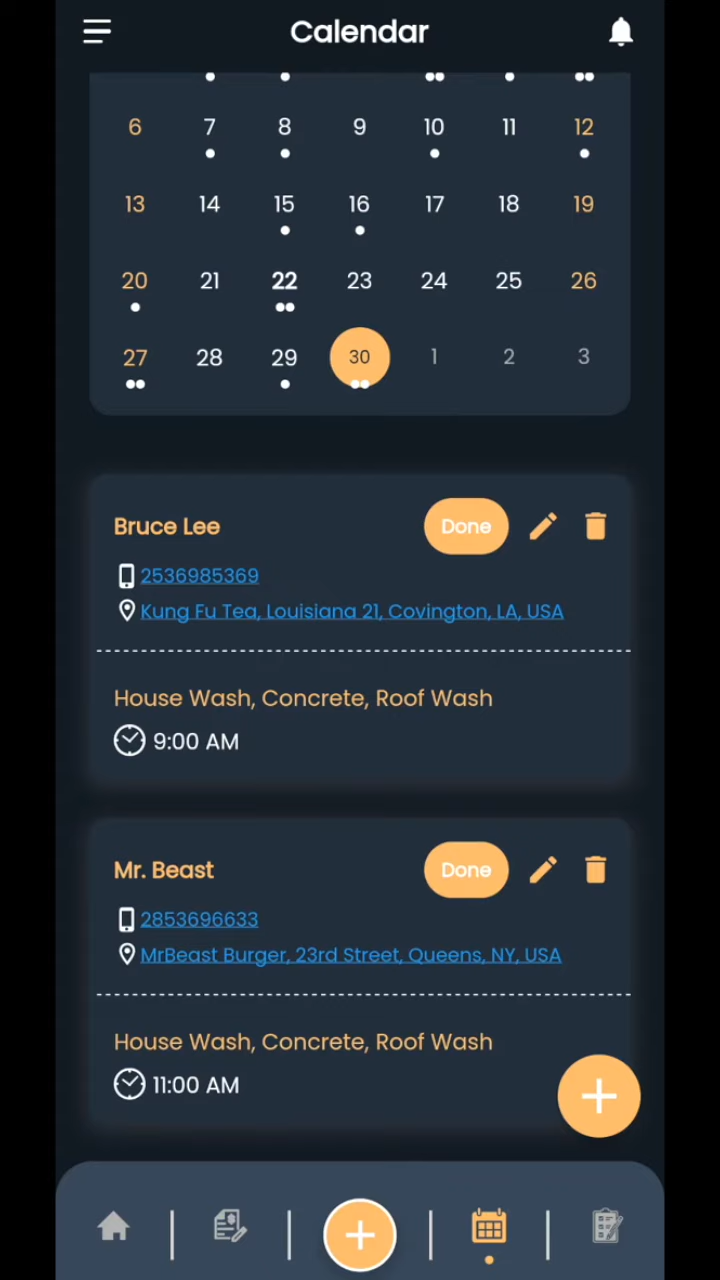 Calendar
6 7 8 9 10 11 12
13 14 15 16 17 18 19
20 21 22 23 24 25 26
27 28 29 30 1 2 3
Bruce Lee Done
2536985369
Kung Fu Tea, Louisiana 21, Covington, LA, USA
House Wash, Concrete, Roof Wash
9:00 AM
Mr. Beast Done
2853696633
MrBeast Burger, 23rd Street, Queens, NY, USA
House Wash, Concrete, Roof Wash
11:00 AM